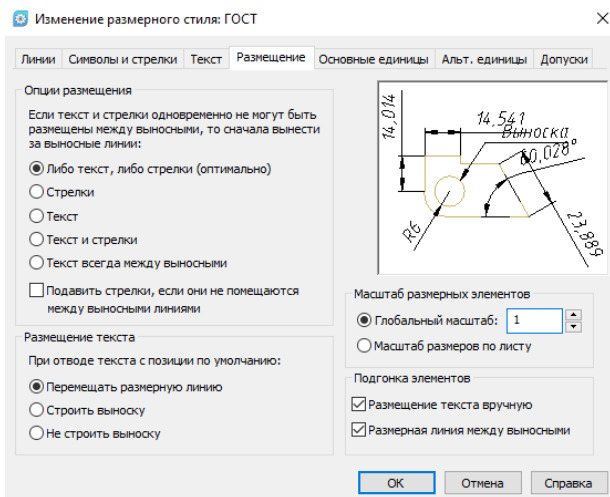 Изменение размерного стиля: ГОСТ
Линии Символы и стрелки Текст Размещение Основные единицы Альт. единицы Допуски
Опции размещения
Если текст и стрелки одновременно не могут быть
размещены между выносными, то сначала вынести
за выносные линии:
Либо текст, либо стрелки (оптимально)
Стрелки
Текст
Текст и стрелки
Текст всегда между выносными
Подавить стрелки, если они не помещаются
между выносными линиями
Размещение текста
При отводе текста с позиции по умолчанию:
Перемещать размерную линию
Строить выноску
Не строить выноску
14,014
14,541
Выноска
60,028°
23,889
R6
Масштаб размерных элементов
Глобальный масштаб: 1
Масштаб размеров по листу
Подгонка элементов
Размещение текста вручную
Размерная линия между выносными
ОК Отмена Справка